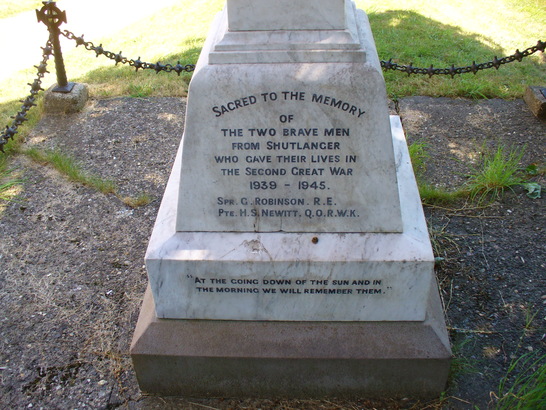 SACRED TO THE MEMORY
OF
THE TWO BRAVE MEN
FROM SHUTLANGER
WHO GAVE THEIR LIVES IN
THE SECOND GREAT WAR
1939 - 1945.
SPR. G. ROBINSON. R.E.
PTE. H.S. NEWITT. Q.O.R.W.K.
"AT THE GOING DOWN OF THE SUN AND IN
THE MORNING WE WILL REMEMBER THEM."